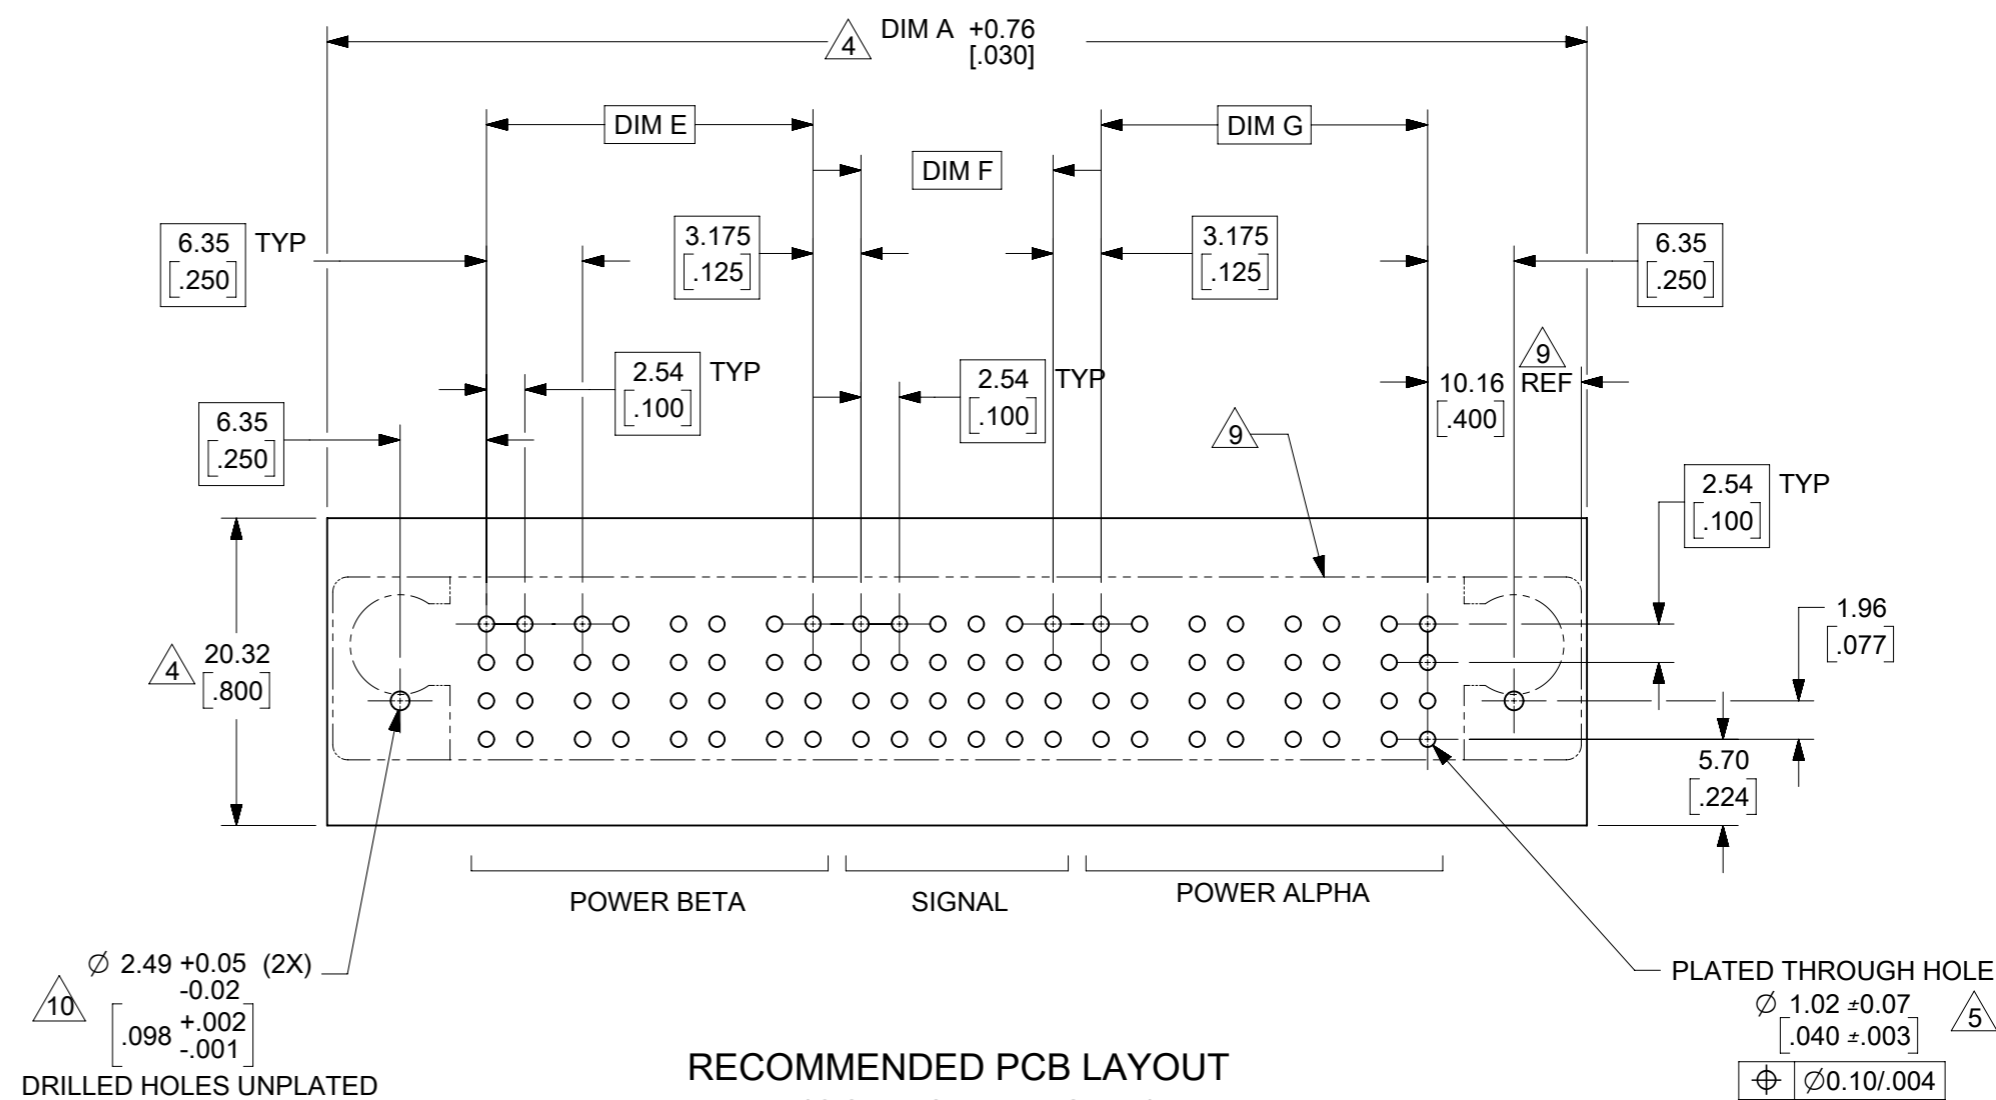 4 DIM A +0.76
[.030]
DIM E
DIM G
DIM F
6.35 TYP
[.250]
3.175
[.125]
3.175
[.125]
6.35
[.250]
2.54 TYP
[.100]
2.54 TYP
[.100]
9
10.16 REF
[.400]
6.35
[.250]
9
2.54 TYP
[.100]
1.96
[.077]
4 20.32
[.800]
5.70
[.224]
POWER BETA
SIGNAL
POWER ALPHA
10 Ø 2.49 +0.05 (2X)
-0.02
[.098 +.002
-.001]
DRILLED HOLES UNPLATED
PLATED THROUGH HOLE
Ø 1.02 ±0.07
[.040 ±.003] 5
⌖ Ø0.10/.004
RECOMMENDED PCB LAYOUT